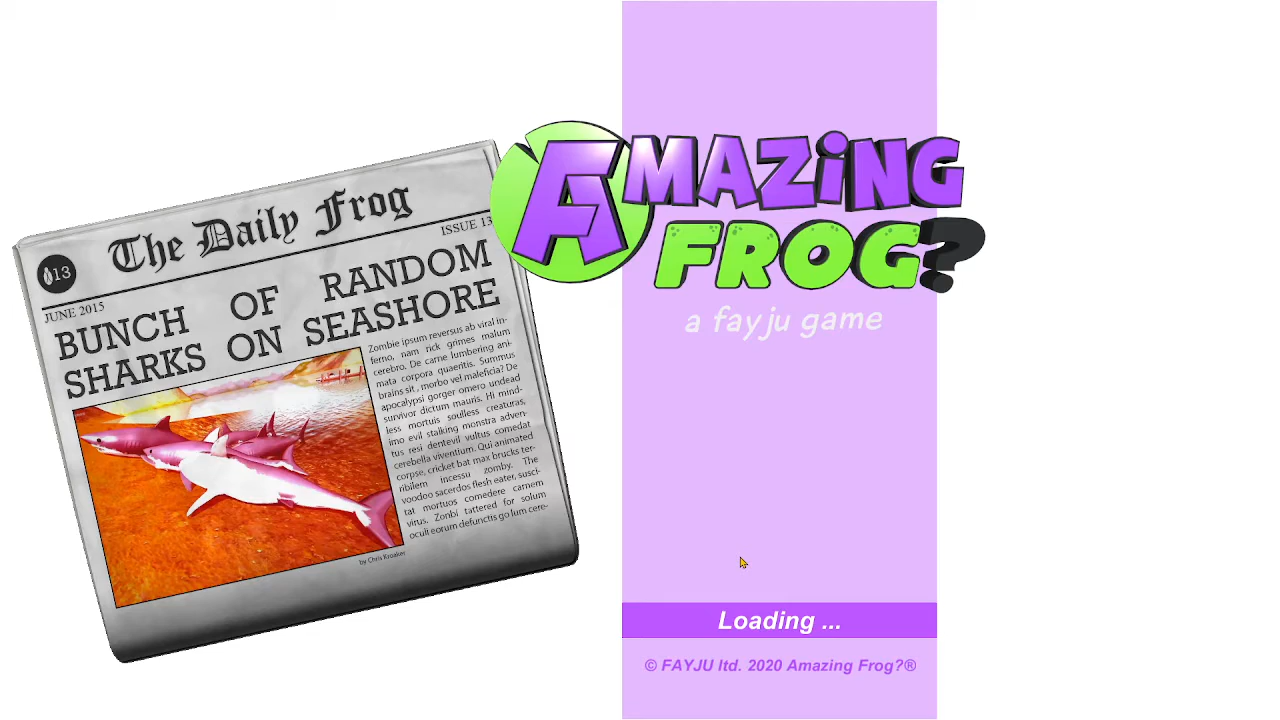 The Daily Frog
13
ISSUE 13
JUNE 2015
BUNCH OF RANDOM
SHARKS ON SEASHORE
Zombie ipsum reversus ab viral in-
ferno, nam rick grimes malum
cerebro. De carne lumbering ani-
mata corpora quaeritis. Summus
brains sit , morbo vel maleficia? De
apocalypsi gorger omero undead
survivor dictum mauris. Hi mind-
less mortuis soulless creaturas,
imo evil stalking monstra adven-
tus resi dentevil vultus comedat
cerebella viventium. Qui animated
corpse, cricket bat max brucks ter-
ribilem incessu zomby. The
voodoo sacerdos flesh eater, susci-
tat mortuos comedere carnem
virus. Zonbi tattered for solum
oculi eorum defunctis go lum cere-
by Chris Kroaker
AMAZiNG
FROG?
a fayju game
Loading ...
© FAYJU ltd. 2020 Amazing Frog?®